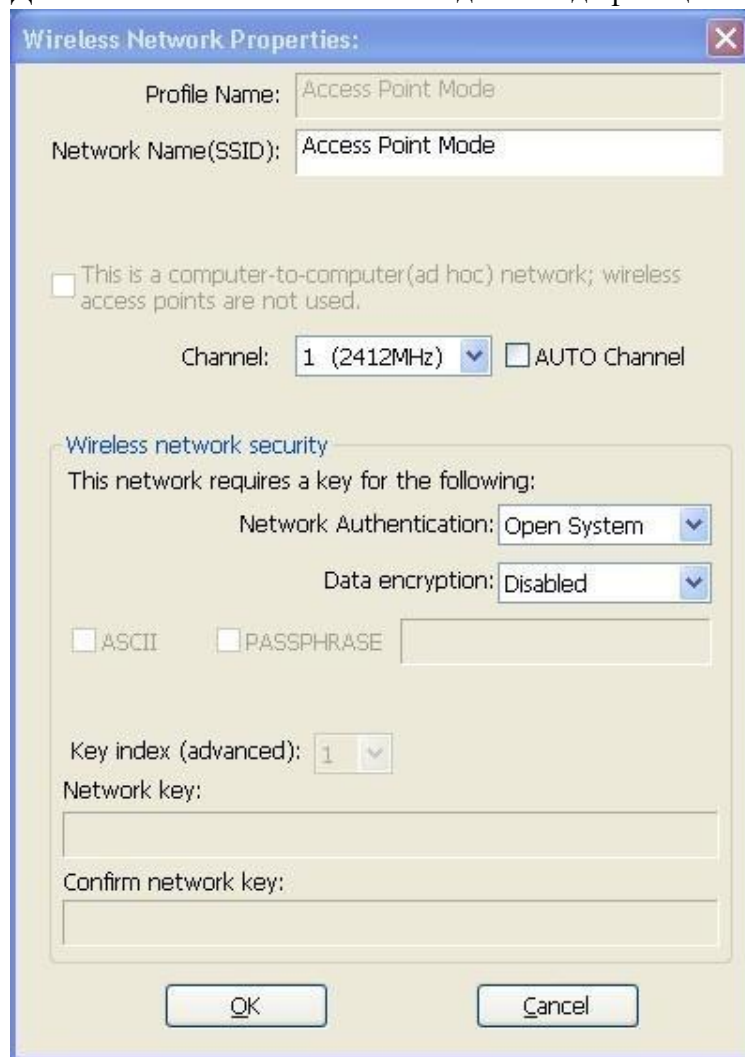 Wireless Network Properties:
Profile Name: Access Point Mode
Network Name(SSID): Access Point Mode
This is a computer-to-computer(ad hoc) network; wireless
access points are not used.
Channel: 1 (2412MHz) AUTO Channel
Wireless network security
This network requires a key for the following:
Network Authentication: Open System
Data encryption: Disabled
ASCII PASSPHRASE
Key index (advanced): 1
Network key:
Confirm network key:
OK Cancel